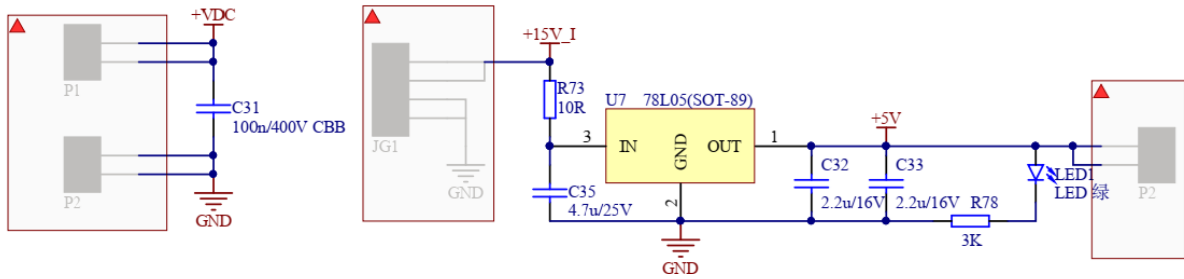 +VDC
P1
C31
100n/400V CBB
P2
GND
+15V_I
JG1
GND
R73
10R
C35
4.7u/25V
U7 78L05(SOT-89)
3
IN
GND
OUT
1
2
GND
+5V
C32
2.2u/16V
C33
2.2u/16V
R78
3K
LED1
LED 绿
P2